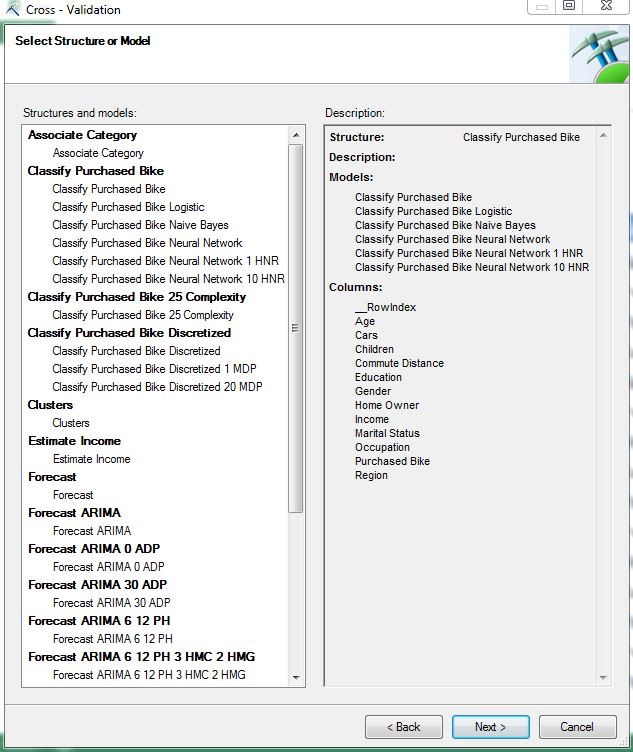 Cross - Validation
Select Structure or Model
Structures and models:
Associate Category
Associate Category
Classify Purchased Bike
Classify Purchased Bike
Classify Purchased Bike Logistic
Classify Purchased Bike Naive Bayes
Classify Purchased Bike Neural Network
Classify Purchased Bike Neural Network 1 HNR
Classify Purchased Bike Neural Network 10 HNR
Classify Purchased Bike 25 Complexity
Classify Purchased Bike 25 Complexity
Classify Purchased Bike Discretized
Classify Purchased Bike Discretized
Classify Purchased Bike Discretized 1 MDP
Classify Purchased Bike Discretized 20 MDP
Clusters
Clusters
Estimate Income
Estimate Income
Forecast
Forecast
Forecast ARIMA
Forecast ARIMA
Forecast ARIMA 0 ADP
Forecast ARIMA 0 ADP
Forecast ARIMA 30 ADP
Forecast ARIMA 30 ADP
Forecast ARIMA 6 12 PH
Forecast ARIMA 6 12 PH
Forecast ARIMA 6 12 PH 3 HMC 2 HMG
Forecast ARIMA 6 12 PH 3 HMC 2 HMG
Description:
Structure: Classify Purchased Bike
Description:
Models:
Classify Purchased Bike
Classify Purchased Bike Logistic
Classify Purchased Bike Naive Bayes
Classify Purchased Bike Neural Network
Classify Purchased Bike Neural Network 1 HNR
Classify Purchased Bike Neural Network 10 HNR
Columns:
__RowIndex
Age
Cars
Children
Commute Distance
Education
Gender
Home Owner
Income
Marital Status
Occupation
Purchased Bike
Region
< Back
Next >
Cancel